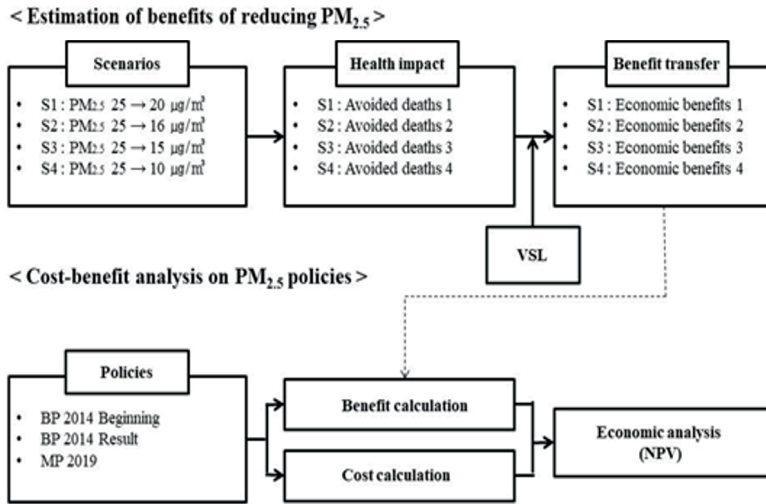 < Estimation of benefits of reducing PM2.5 >
Scenarios
• S1 : PM2.5 25 → 20 ㎍/㎥
• S2 : PM2.5 25 → 16 ㎍/㎥
• S3 : PM2.5 25 → 15 ㎍/㎥
• S4 : PM2.5 25 → 10 ㎍/㎥
Health impact
• S1 : Avoided deaths 1
• S2 : Avoided deaths 2
• S3 : Avoided deaths 3
• S4 : Avoided deaths 4
Benefit transfer
• S1 : Economic benefits 1
• S2 : Economic benefits 2
• S3 : Economic benefits 3
• S4 : Economic benefits 4
VSL
< Cost-benefit analysis on PM2.5 policies >
Policies
• BP 2014 Beginning
• BP 2014 Result
• MP 2019
Benefit calculation
Cost calculation
Economic analysis
(NPV)